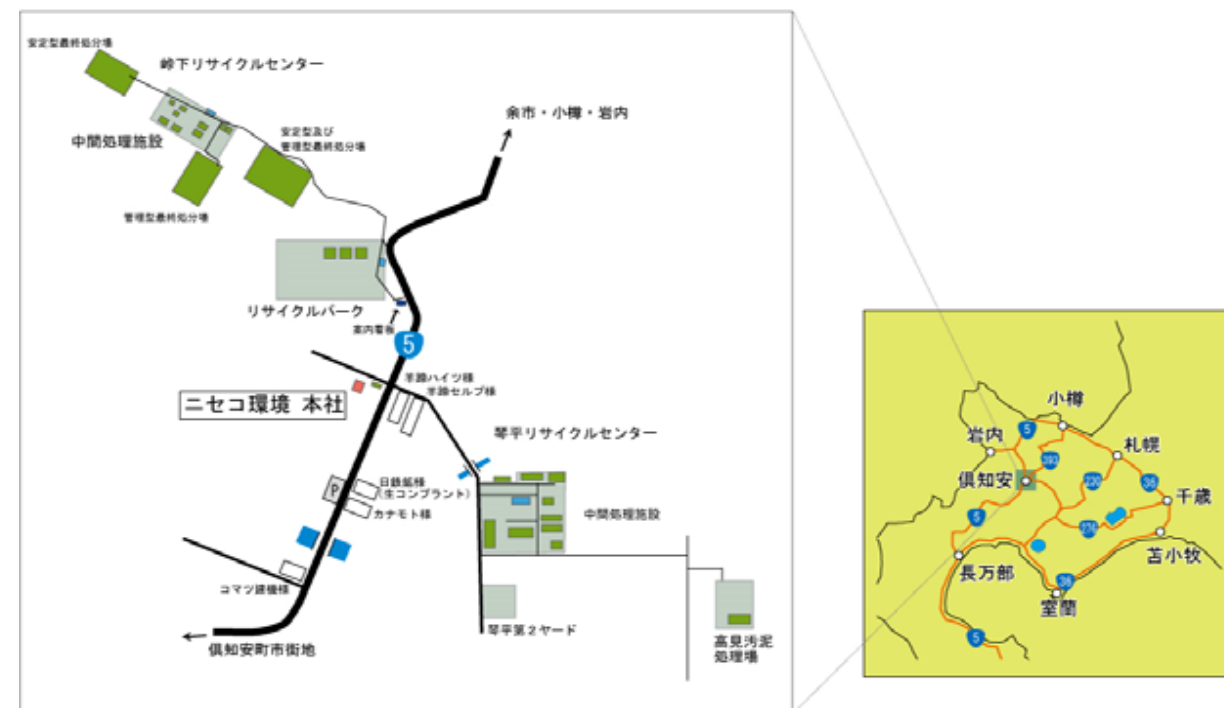 安定型最終処分場
峠下リサイクルセンター
中間処理施設
安定型及び
管理型最終処分場
管理型最終処分場
余市・小樽・岩内
リサイクルパーク
案内看板
5
羊蹄ハイツ様
羊蹄セルプ様
ニセコ環境 本社
琴平リサイクルセンター
日鉄鉱様
(生コンプラント)
P
カナモト様
中間処理施設
コマツ建機様
琴平第2ヤード
高見汚泥
処理場
倶知安町市街地
小樽
5
岩内
393
札幌
倶知安
230
36
千歳
5
276
苫小牧
長万部
36
室蘭
5